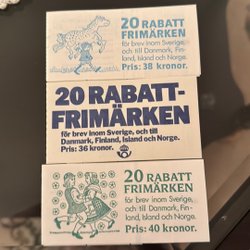 20 RABATT
FRIMÄRKEN
för brev inom Sverige,
och till Danmark, Fin-
land, Island och Norge.
Pris: 38 kronor.
20 RABATT-
FRIMÄRKEN
för brev inom Sverige, och till
Danmark, Finland, Island och Norge.
Pris: 36 kronor.
20 RABATT
FRIMÄRKEN
för brev inom Sverige,
och till Danmark, Fin-
land, Island och Norge.
Pris: 40 kronor.